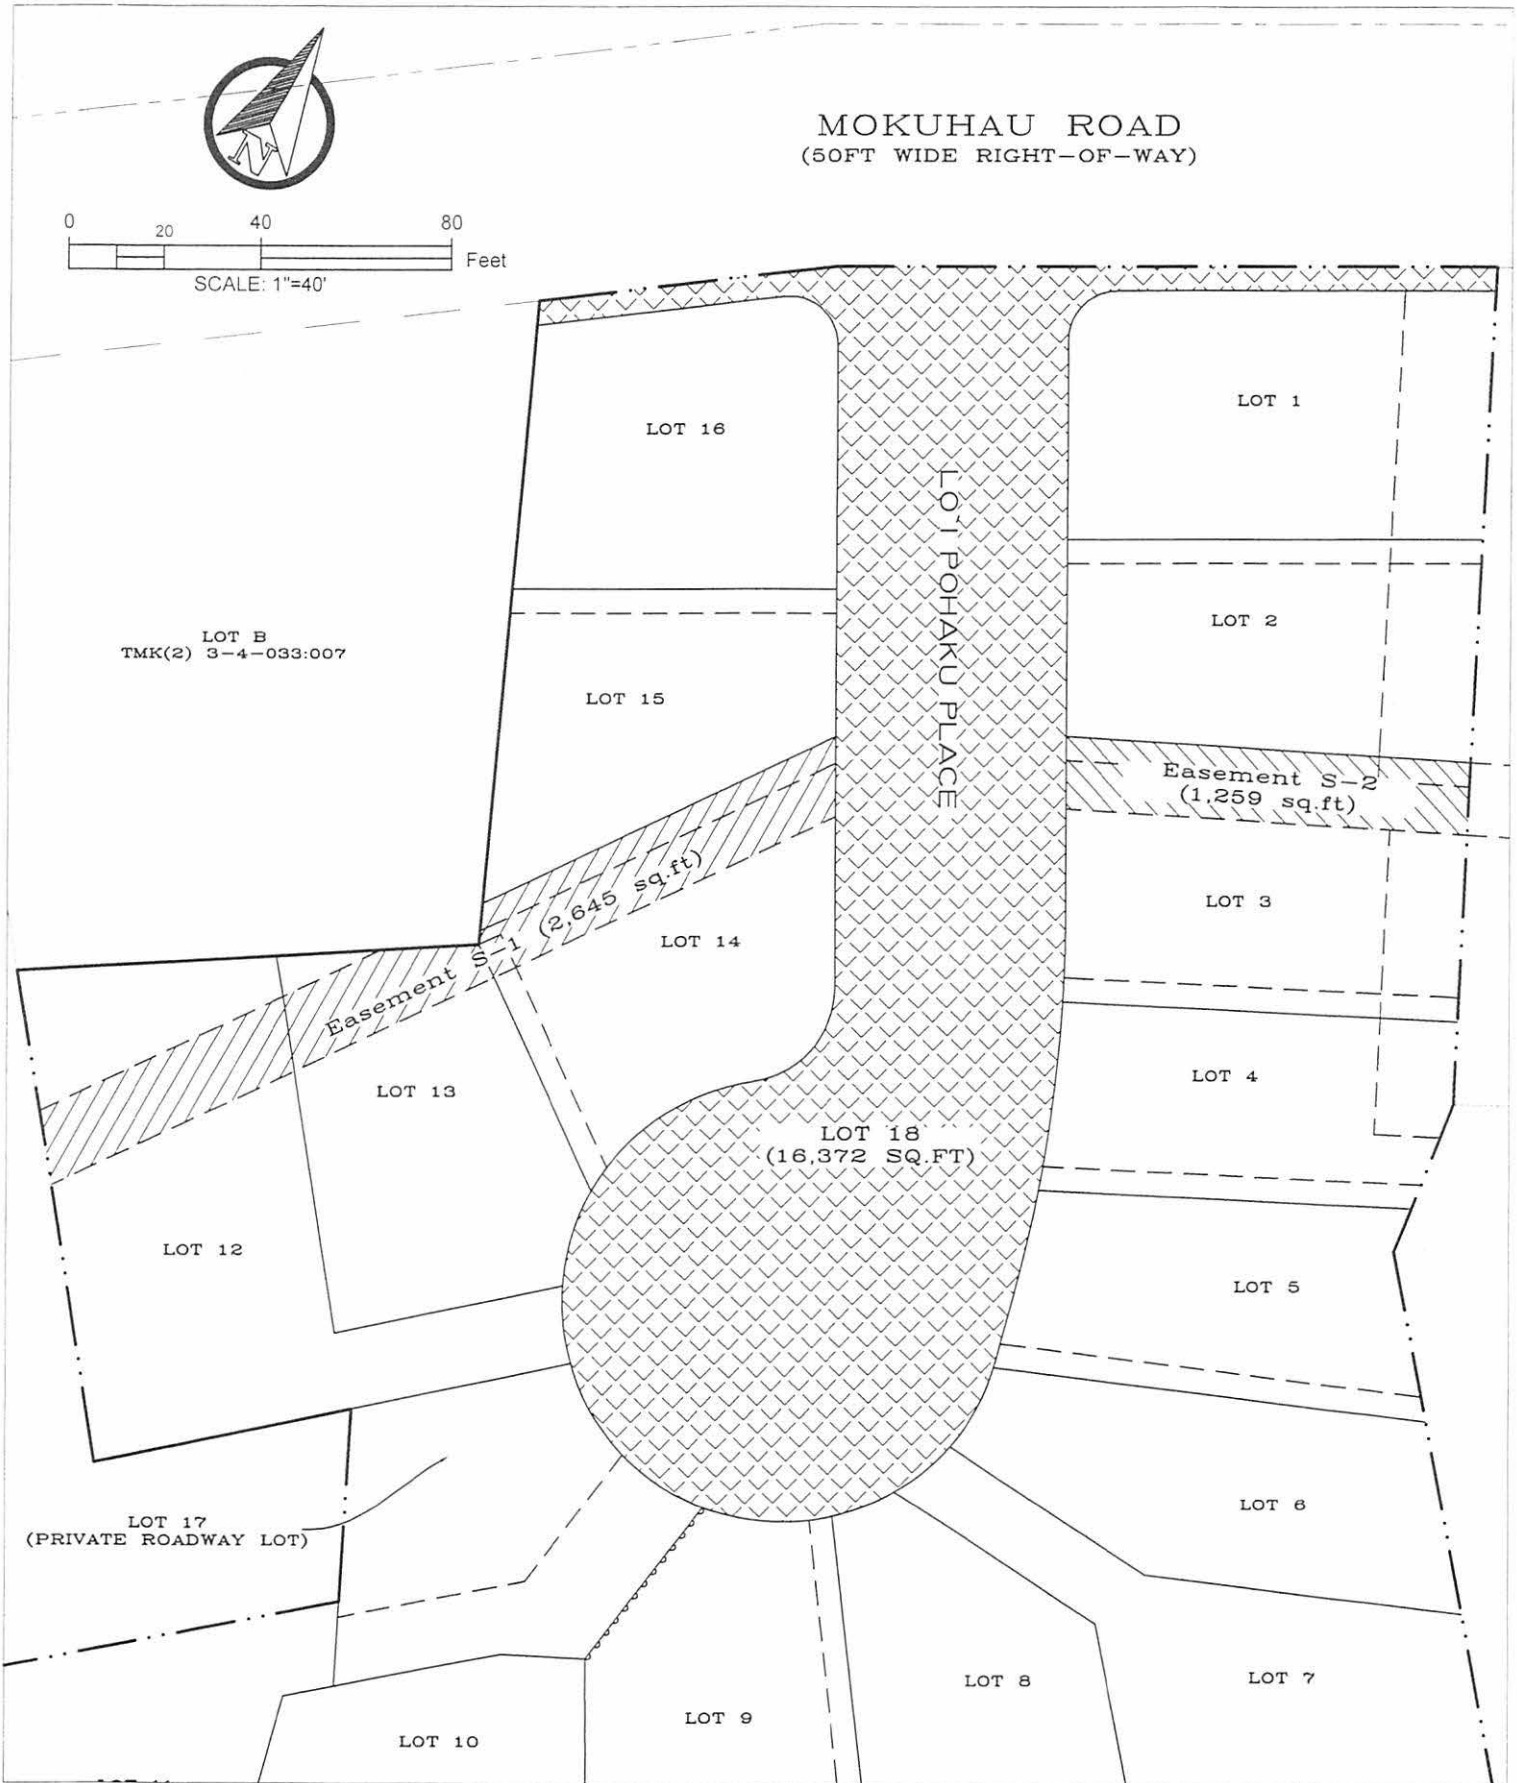 N
MOKUHAU ROAD
(50FT WIDE RIGHT-OF-WAY)
0 20 40 80
Feet
SCALE: 1"=40'
LOT 1
LOT 16
LOT 2
LOT B
TMK(2) 3-4-033:007
LO'I POHAKU PLACE
LOT 15
Easement S-2
(1,259 sq.ft)
Easement S-1 (2,645 sq.ft)
LOT 3
LOT 14
LOT 4
LOT 13
LOT 18
(16,372 SQ.FT)
LOT 12
LOT 5
LOT 6
LOT 17
(PRIVATE ROADWAY LOT)
LOT 7
LOT 8
LOT 9
LOT 10